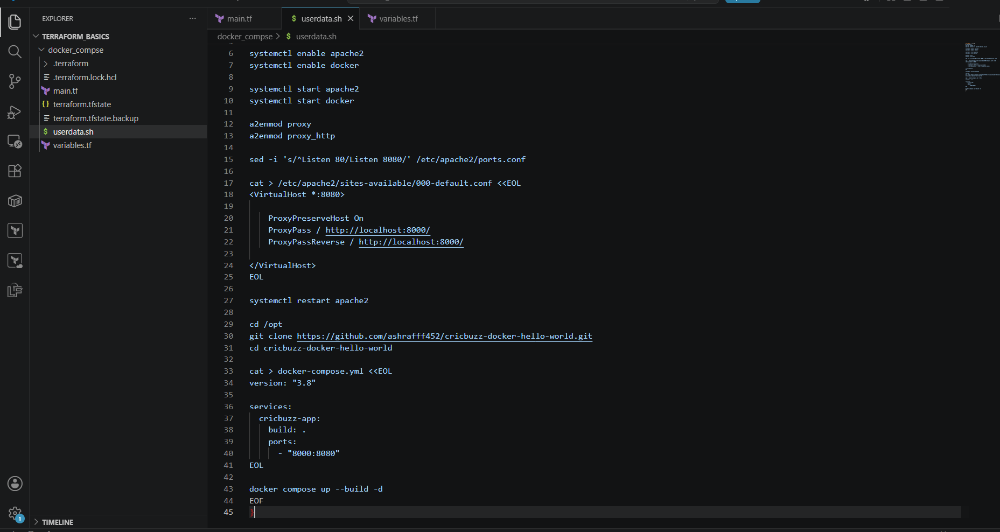 EXPLORER
···
TERRAFORM_BASICS
docker_compse
.terraform
.terraform.lock.hcl
main.tf
{} terraform.tfstate
terraform.tfstate.backup
$ userdata.sh
variables.tf
TIMELINE
1
main.tf
$ userdata.sh
variables.tf
docker_compse > $ userdata.sh
6 systemctl enable apache2
7 systemctl enable docker
8
9 systemctl start apache2
10 systemctl start docker
11
12 a2enmod proxy
13 a2enmod proxy_http
14
15 sed -i 's/^Listen 80/Listen 8080/' /etc/apache2/ports.conf
16
17 cat > /etc/apache2/sites-available/000-default.conf <<EOL
18 <VirtualHost *:8080>
19
20 ProxyPreserveHost On
21 ProxyPass / http://localhost:8000/
22 ProxyPassReverse / http://localhost:8000/
23
24 </VirtualHost>
25 EOL
26
27 systemctl restart apache2
28
29 cd /opt
30 git clone https://github.com/ashrafff452/cricbuzz-docker-hello-world.git
31 cd cricbuzz-docker-hello-world
32
33 cat > docker-compose.yml <<EOL
34 version: "3.8"
35
36 services:
37 cricbuzz-app:
38 build: .
39 ports:
40 - "8000:8080"
41 EOL
42
43 docker compose up --build -d
44 EOF
45 }